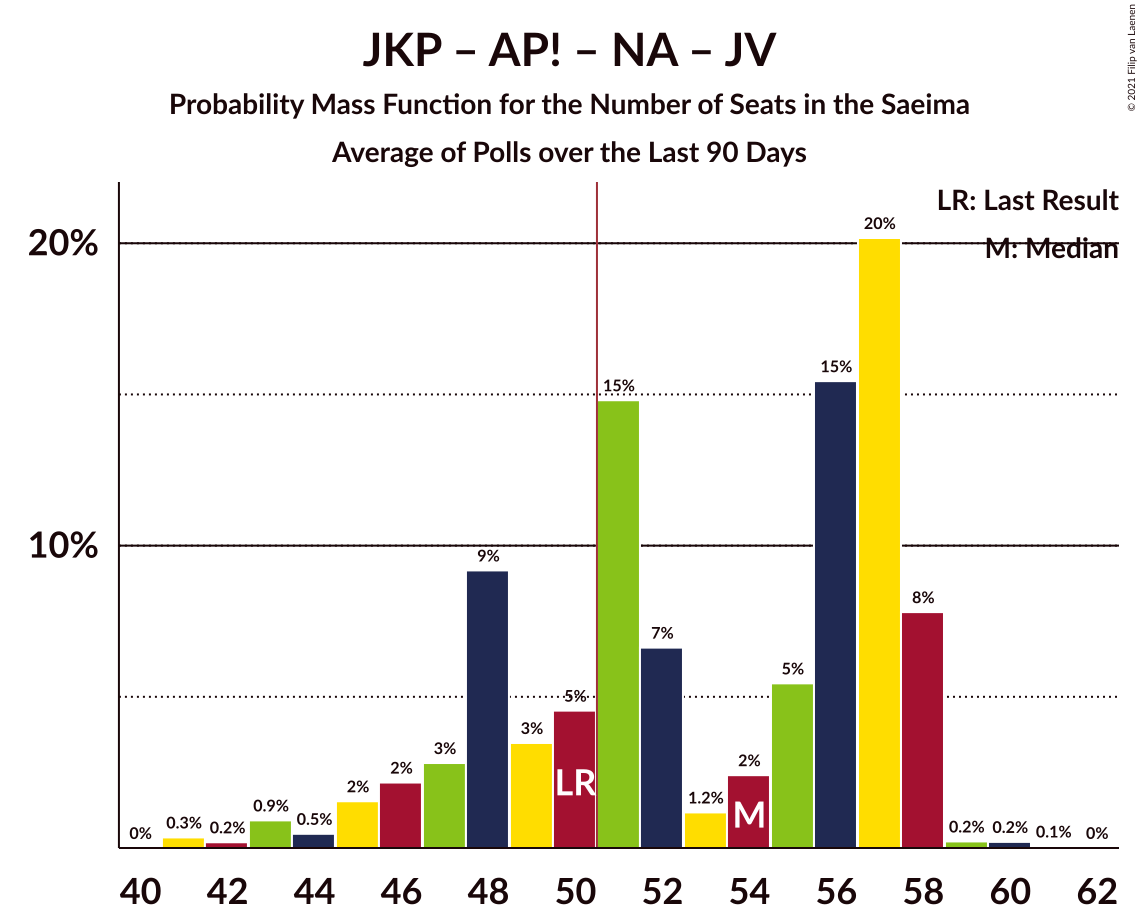 JKP – AP! – NA – JV
Probability Mass Function for the Number of Seats in the Saeima
Average of Polls over the Last 90 Days
© 2021 Filip van Laenen
LR: Last Result
M: Median
20%
10%
0%
0.3%
0.2%
0.9%
0.5%
2%
2%
3%
9%
3%
5%
15%
7%
1.2%
2%
5%
15%
20%
8%
0.2%
0.2%
0.1%
0%
LR
M
40 42 44 46 48 50 52 54 56 58 60 62